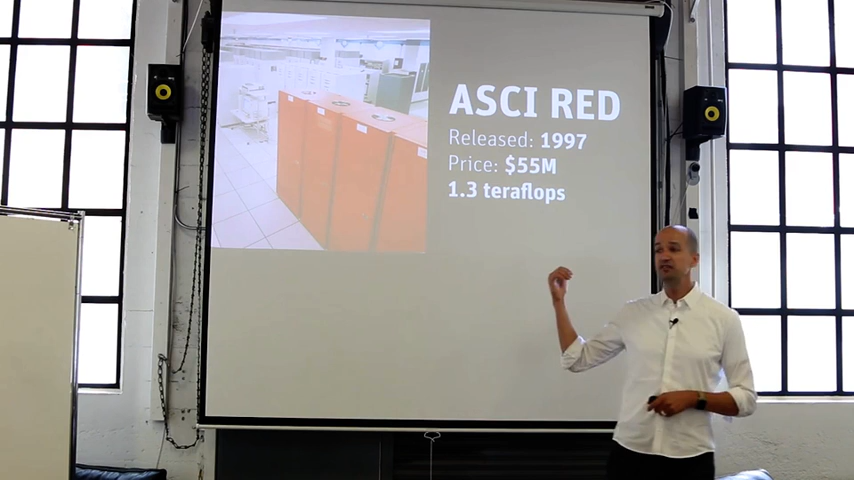 ASCI RED
Released: 1997
Price: $55M
1.3 teraflops